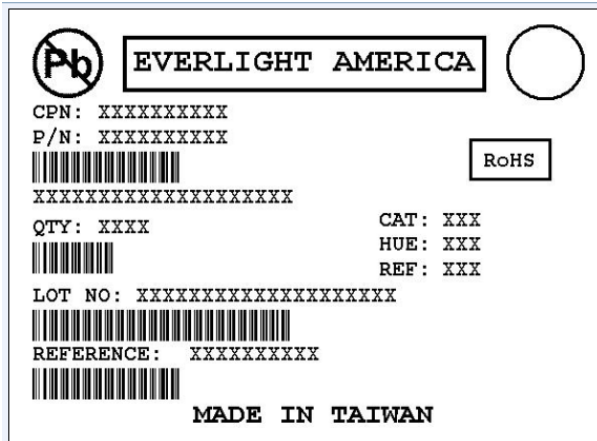 Pb
EVERLIGHT AMERICA
CPN: XXXXXXXXXX
P/N: XXXXXXXXXX
RoHS
XXXXXXXXXXXXXXXXXXXX
QTY: XXXX
CAT: XXX
HUE: XXX
REF: XXX
LOT NO: XXXXXXXXXXXXXXXXXXXX
REFERENCE: XXXXXXXXXX
MADE IN TAIWAN